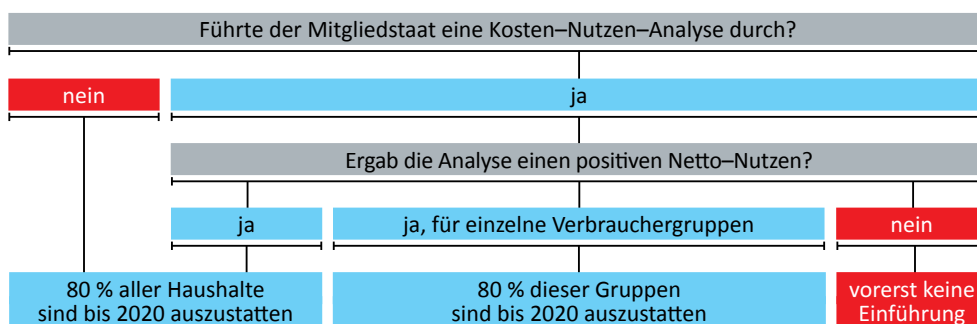 Führte der Mitgliedstaat eine Kosten–Nutzen–Analyse durch?
nein
ja
Ergab die Analyse einen positiven Netto–Nutzen?
ja
ja, für einzelne Verbrauchergruppen
nein
80 % aller Haushalte
sind bis 2020 auszustatten
80 % dieser Gruppen
sind bis 2020 auszustatten
vorerst keine
Einführung